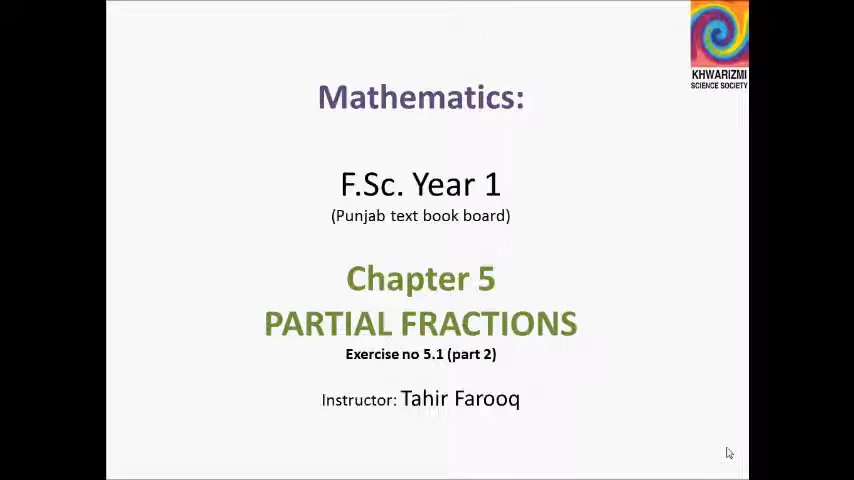 KHWARIZMI
SCIENCE SOCIETY
Mathematics:
F.Sc. Year 1
(Punjab text book board)
Chapter 5
PARTIAL FRACTIONS
Exercise no 5.1 (part 2)
Instructor: Tahir Farooq